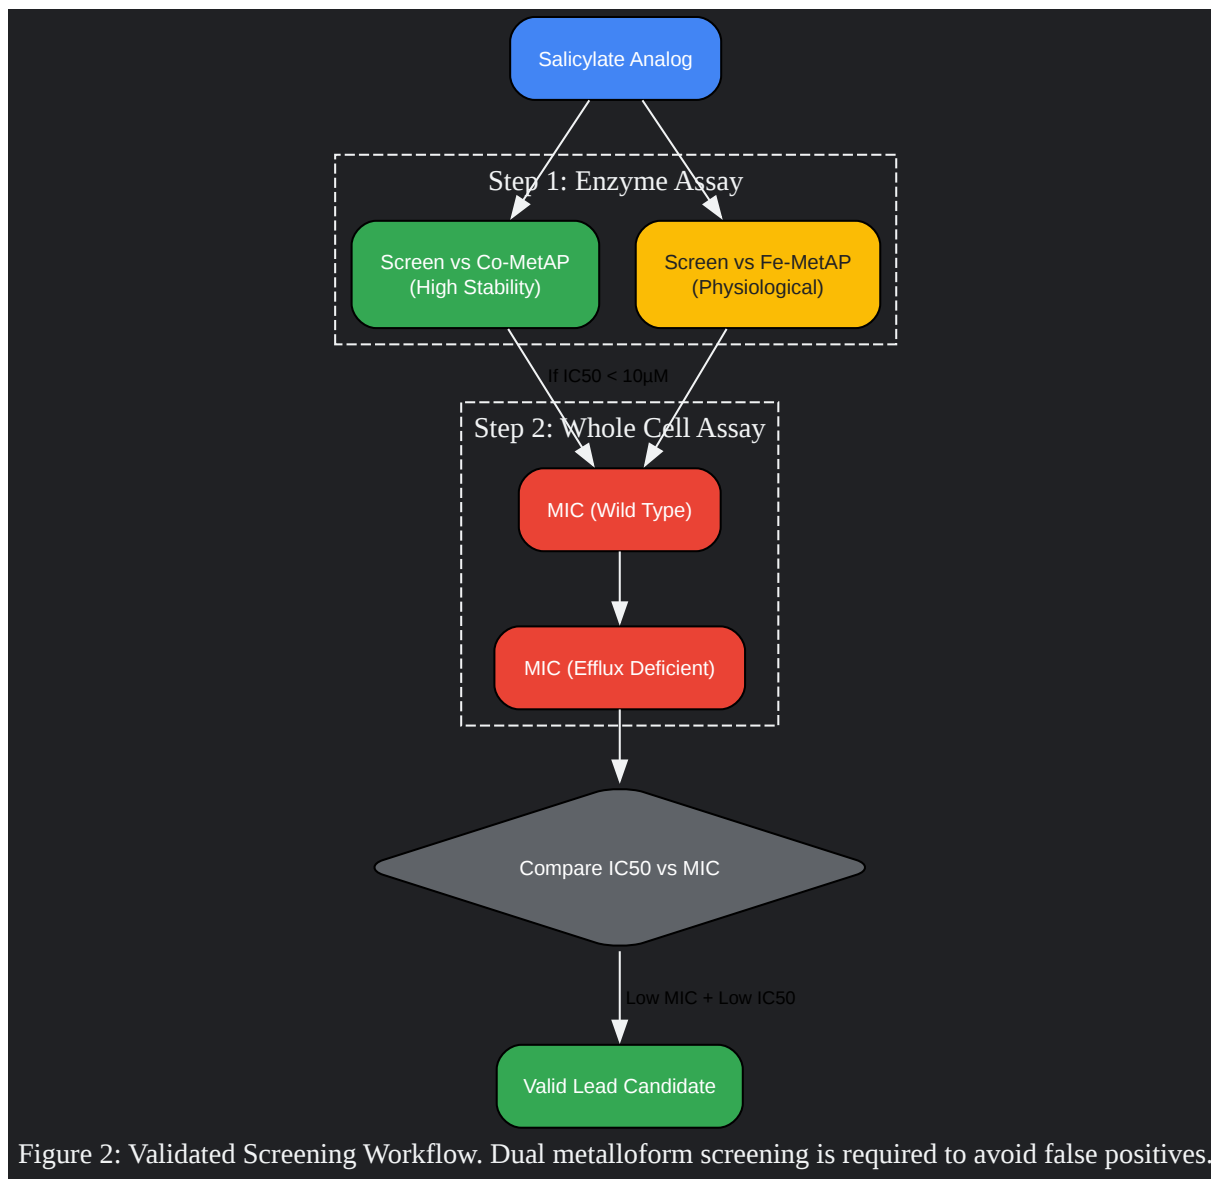 Salicylate Analog
Step 1: Enzyme Assay
Screen vs Co-MetAP
(High Stability)
Screen vs Fe-MetAP
(Physiological)
If IC50 < 10µM
Step 2: Whole Cell Assay
MIC (Wild Type)
MIC (Efflux Deficient)
Compare IC50 vs MIC
Low MIC + Low IC50
Valid Lead Candidate
Figure 2: Validated Screening Workflow. Dual metalloform screening is required to avoid false positives.